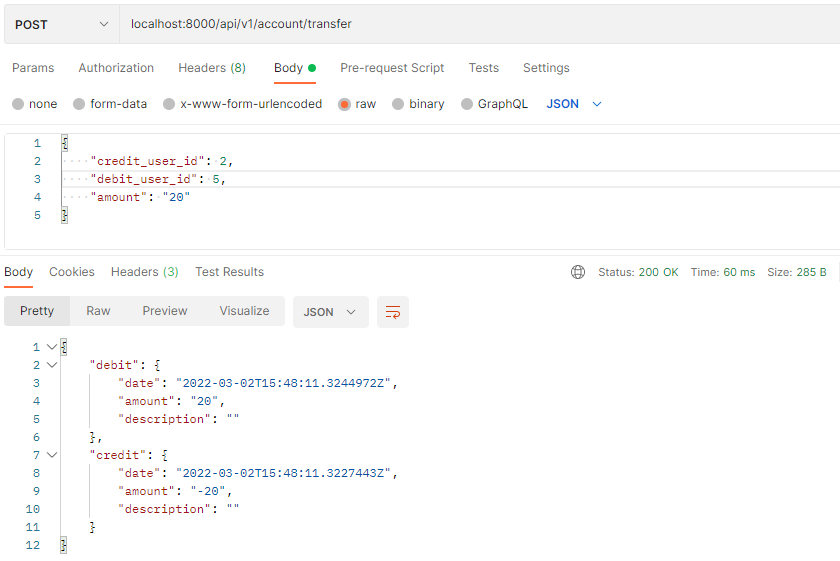 POST localhost:8000/api/v1/account/transfer
Params Authorization Headers (8) Body Pre-request Script Tests Settings
none form-data x-www-form-urlencoded raw binary GraphQL JSON
1 {
2 "credit_user_id": 2,
3 "debit_user_id": 5,
4 "amount": "20"
5 }
Body Cookies Headers (3) Test Results Status: 200 OK Time: 60 ms Size: 285 B
Pretty Raw Preview Visualize JSON
1 {
2 "debit": {
3 "date": "2022-03-02T15:48:11.3244972Z",
4 "amount": "20",
5 "description": ""
6 },
7 "credit": {
8 "date": "2022-03-02T15:48:11.3227443Z",
9 "amount": "-20",
10 "description": ""
11 }
12 }